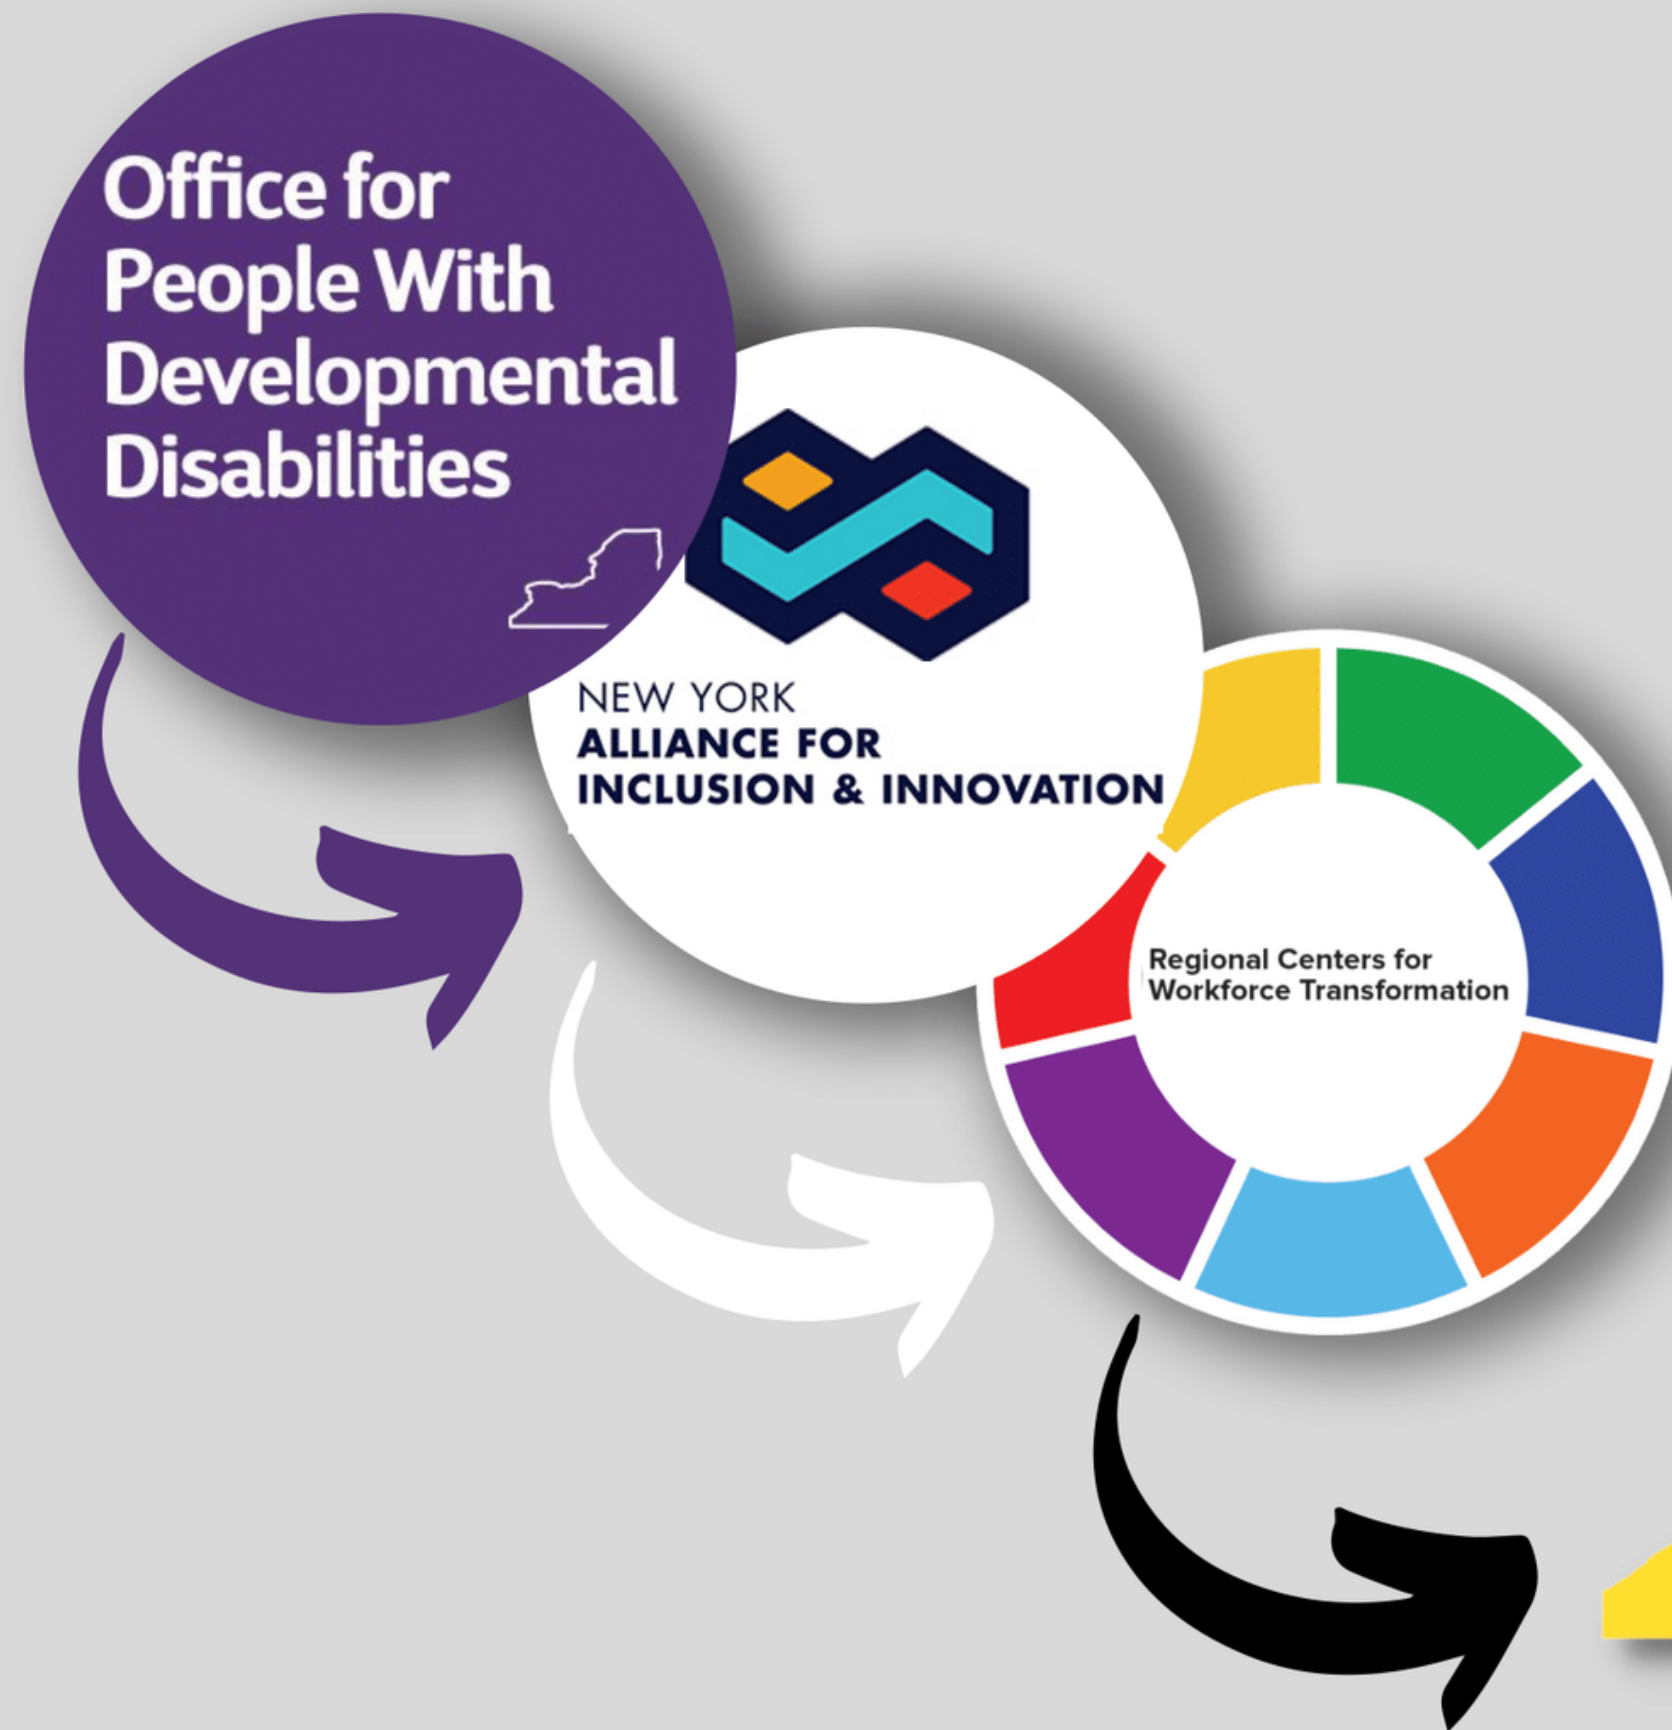 Office for
People With
Developmental
Disabilities
NEW YORK
ALLIANCE FOR
INCLUSION & INNOVATION
Regional Centers for
Workforce Transformation